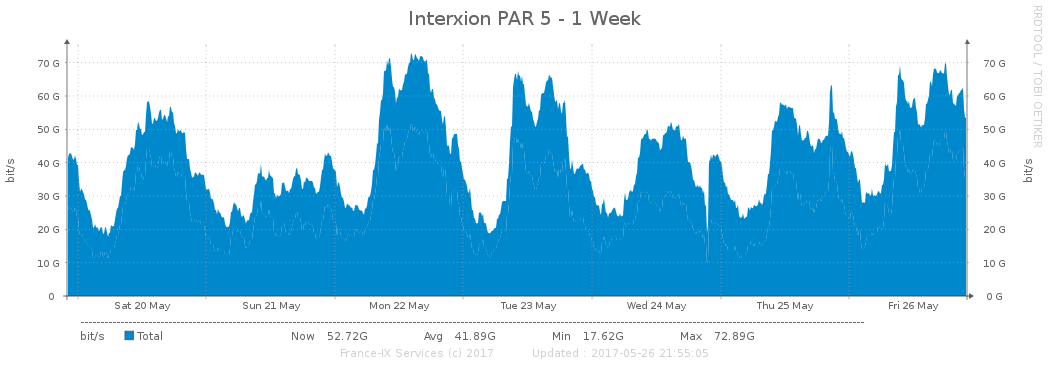 Interxion PAR 5 - 1 Week
RRDTOOL / TOBI OETIKER
bit/s
70 G
60 G
50 G
40 G
30 G
20 G
10 G
0
70 G
60 G
50 G
40 G
30 G
20 G
10 G
0 G
bit/s
Sat 20 May Sun 21 May Mon 22 May Tue 23 May Wed 24 May Thu 25 May Fri 26 May
bit/s Total Now 52.72G Avg 41.89G Min 17.62G Max 72.89G
France-IX Services (c) 2017 Updated : 2017-05-26 21:55:05